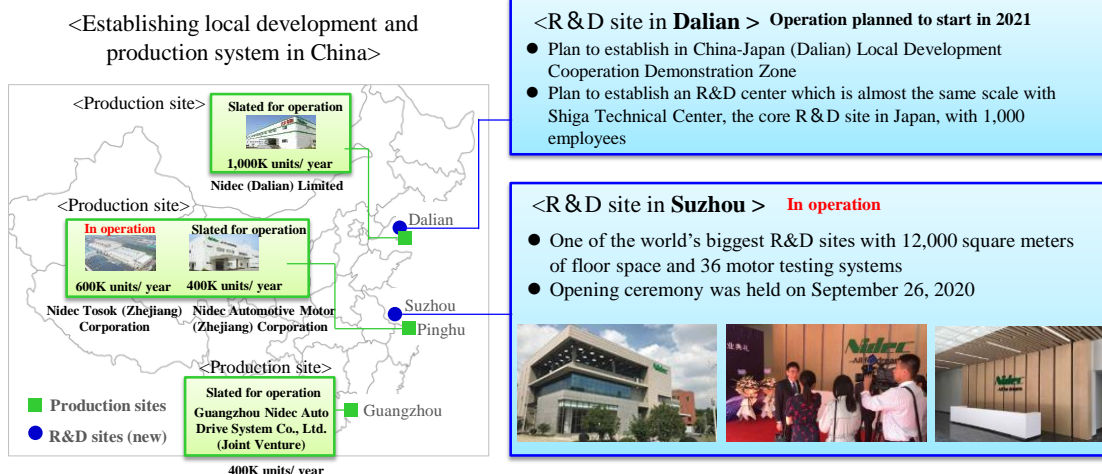 <Establishing local development and
production system in China>
<Production site>
Slated for operation
1,000K units/ year
Nidec (Dalian) Limited
<Production site>
In operation
600K units/ year
Slated for operation
400K units/ year
Nidec Tosok (Zhejiang)
Corporation
Nidec Automotive Motor
(Zhejiang) Corporation
Dalian
Suzhou
Pinghu
<Production site>
Slated for operation
Guangzhou Nidec Auto
Drive System Co., Ltd.
(Joint Venture)
400K units/ year
Guangzhou
Production sites
R&D sites (new)
<R&D site in Dalian > Operation planned to start in 2021
● Plan to establish in China-Japan (Dalian) Local Development
Cooperation Demonstration Zone
● Plan to establish an R&D center which is almost the same scale with
Shiga Technical Center, the core R&D site in Japan, with 1,000
employees
<R&D site in Suzhou > In operation
● One of the world's biggest R&D sites with 12,000 square meters
of floor space and 36 motor testing systems
● Opening ceremony was held on September 26, 2020
Nidec
业典礼
Nidec
-All for dreams
Nidec